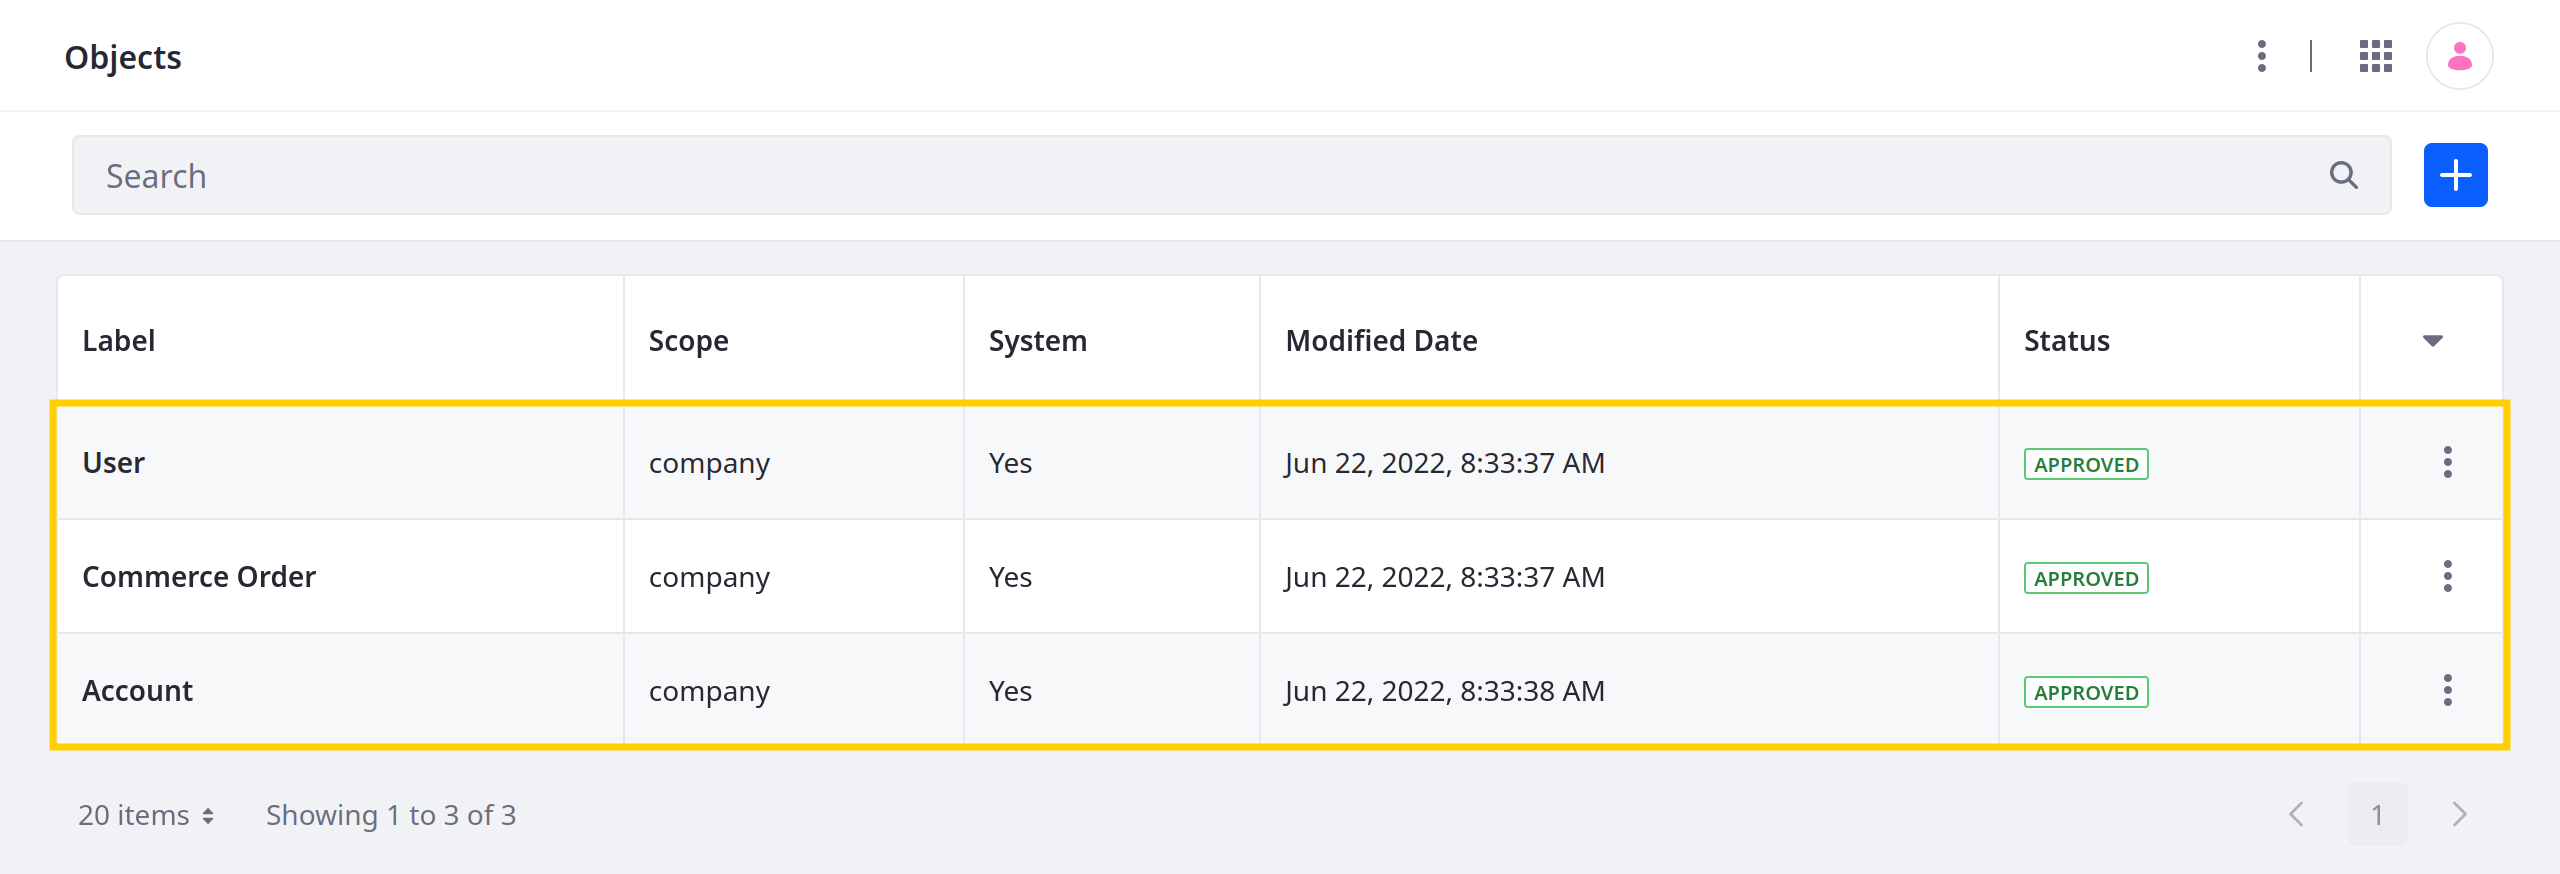 Objects
Search
Label Scope System Modified Date Status
User company Yes Jun 22, 2022, 8:33:37 AM APPROVED
Commerce Order company Yes Jun 22, 2022, 8:33:37 AM APPROVED
Account company Yes Jun 22, 2022, 8:33:38 AM APPROVED
20 items Showing 1 to 3 of 3 1